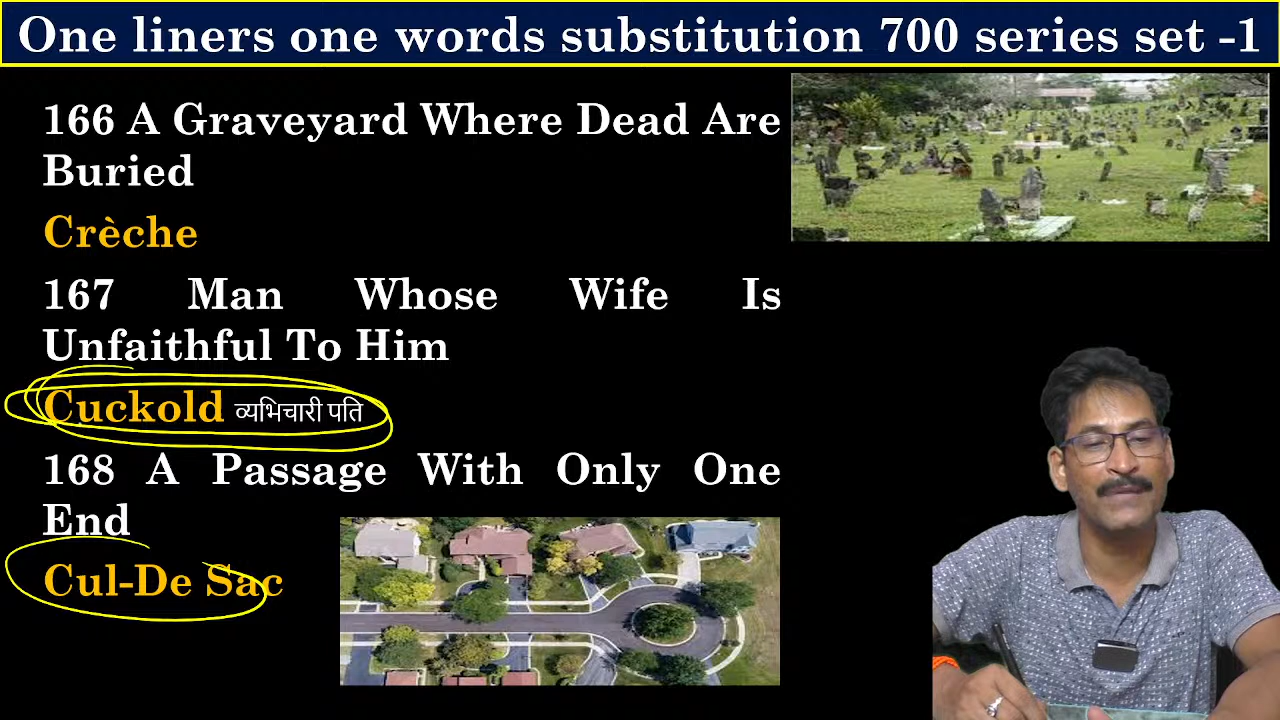 One liners one words substitution 700 series set -1
166 A Graveyard Where Dead Are
Buried
Crèche
167 Man Whose Wife Is
Unfaithful To Him
Cuckold व्यभिचारी पति
168 A Passage With Only One
End
Cul-De Sac